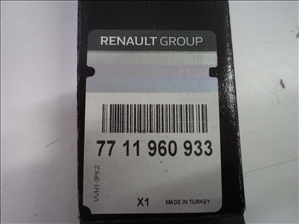 RENAULT GROUP
77 11 960 933
X1
MADE IN TURKEY